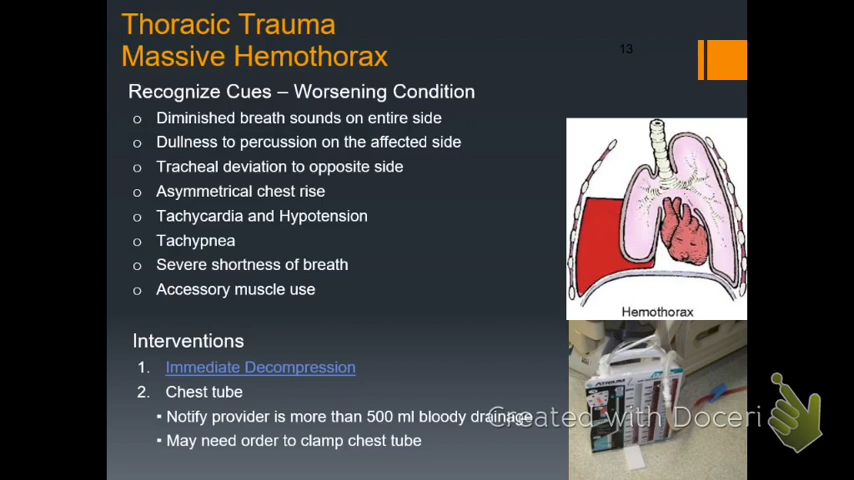 Thoracic Trauma
Massive Hemothorax
13
Recognize Cues – Worsening Condition
o Diminished breath sounds on entire side
o Dullness to percussion on the affected side
o Tracheal deviation to opposite side
o Asymmetrical chest rise
o Tachycardia and Hypotension
o Tachypnea
o Severe shortness of breath
o Accessory muscle use
Hemothorax
Interventions
1. Immediate Decompression
2. Chest tube
▪ Notify provider is more than 500 ml bloody drainage
▪ May need order to clamp chest tube
ATRIUM
Created with Doceri